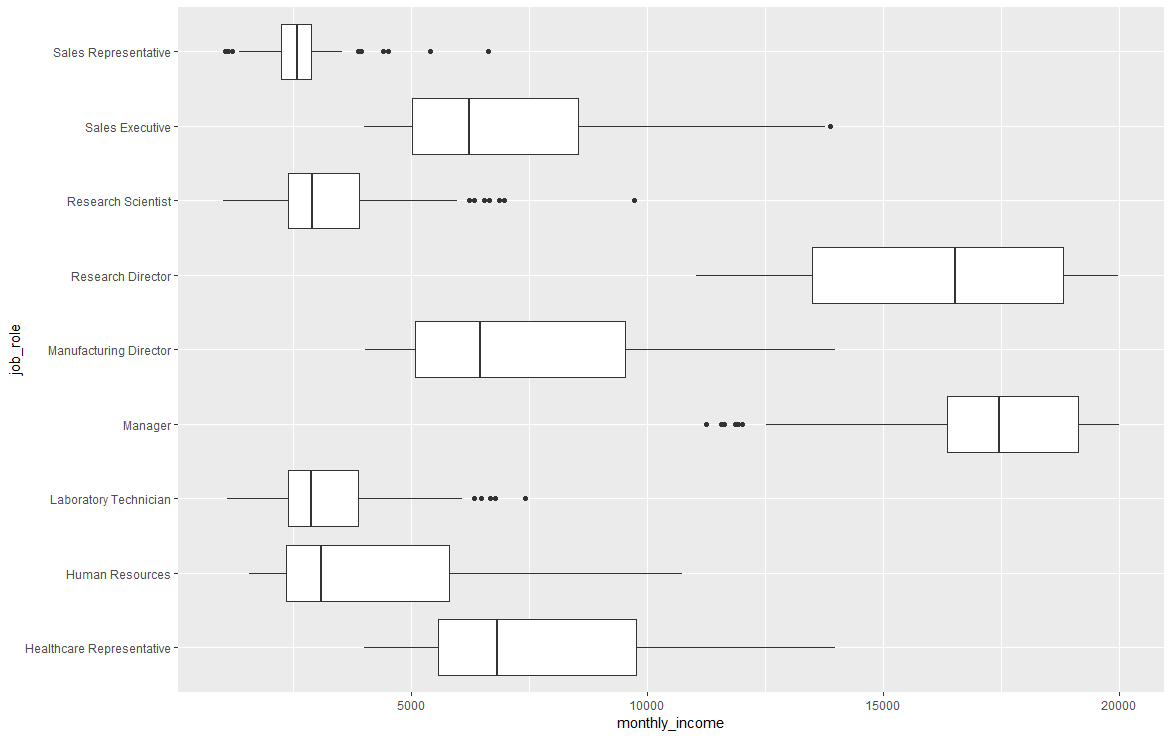 Sales Representative
Sales Executive
Research Scientist
Research Director
Manufacturing Director
Manager
Laboratory Technician
Human Resources
Healthcare Representative
job_role
5000
10000
15000
20000
monthly_income